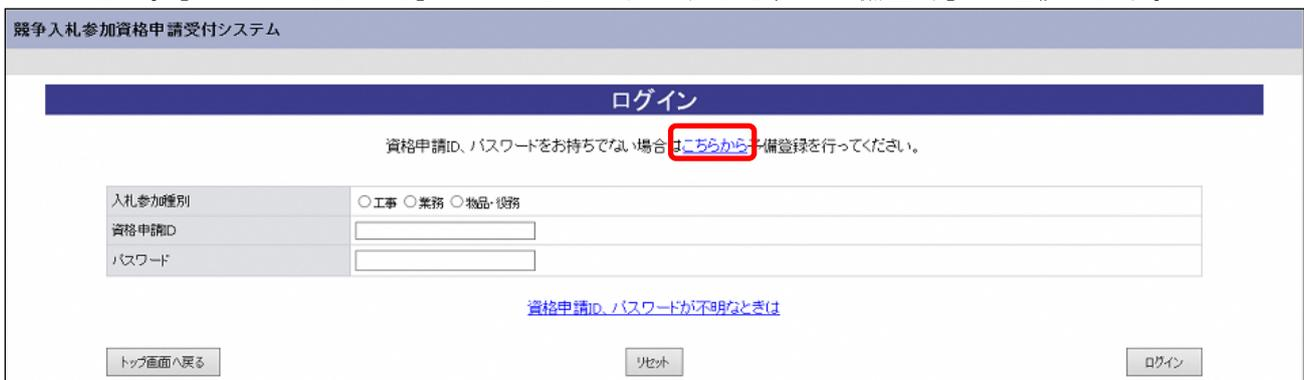 競争入札参加資格申請受付システム
ログイン
資格申請ID、パスワードをお持ちでない場合はこちらから予備登録を行ってください。
入札参加種別 ○工事 ○業務 ○物品・役務
資格申請ID
パスワード
資格申請ID、パスワードが不明なときは
トップ画面へ戻る リセット ログイン